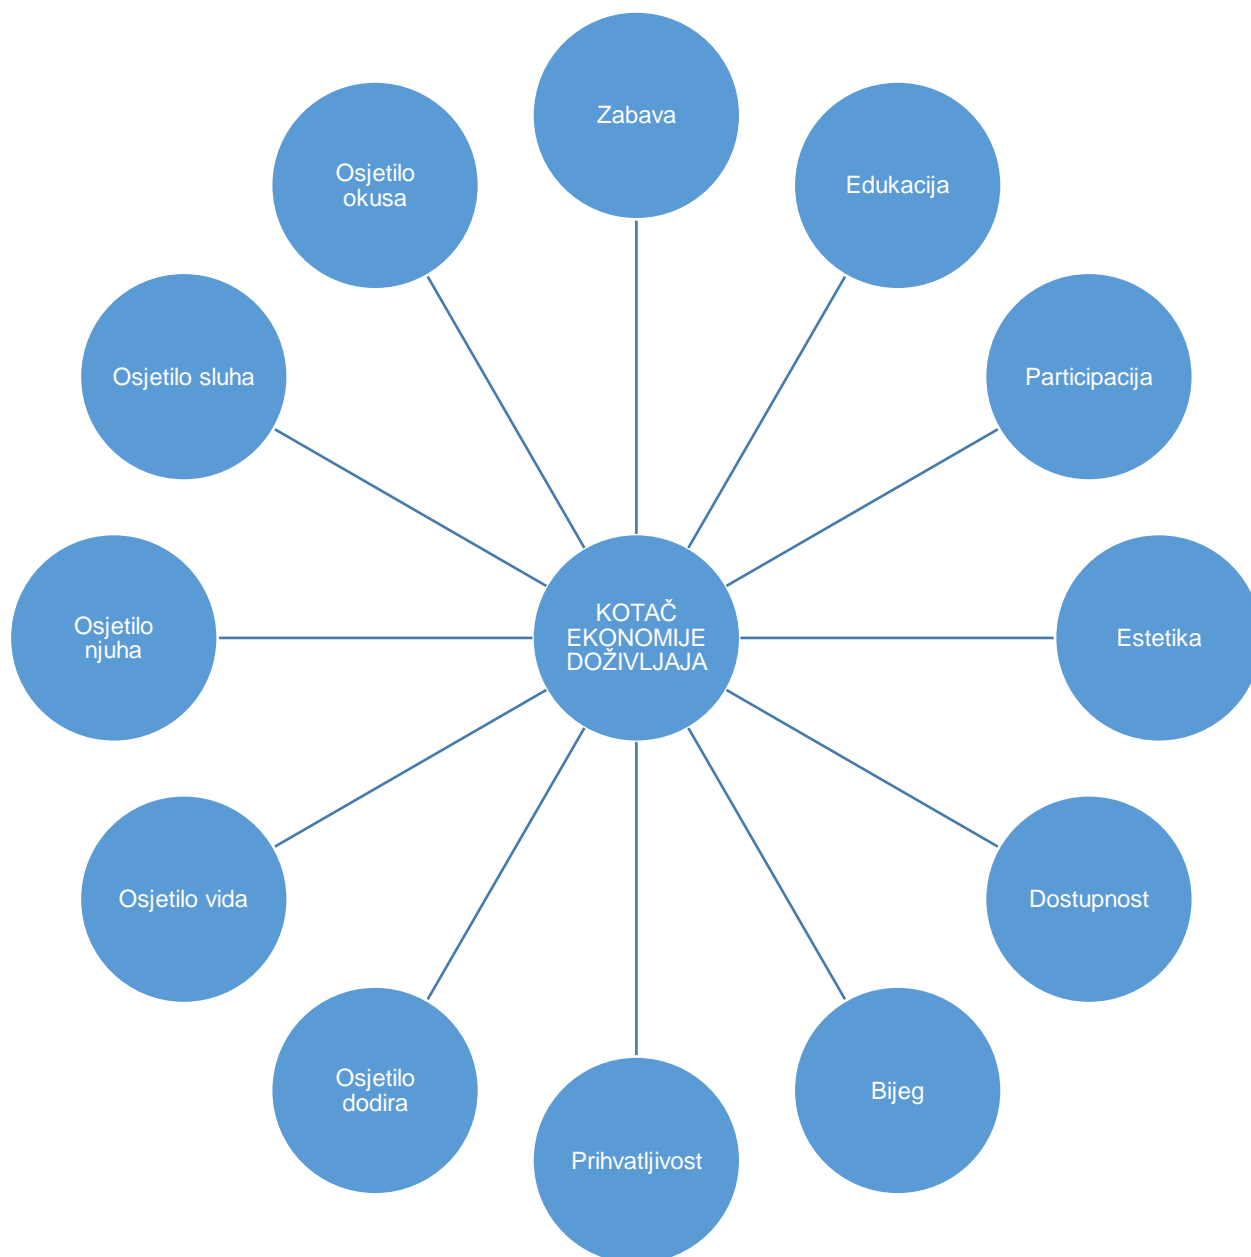 Zabava
Edukacija
Participacija
Estetika
Dostupnost
Bijeg
Prihvatljivost
Osjetilo
dodira
Osjetilo vida
Osjetilo
njuha
Osjetilo sluha
Osjetilo
okusa
KOTAČ
EKONOMIJE
DOŽIVLJAJA